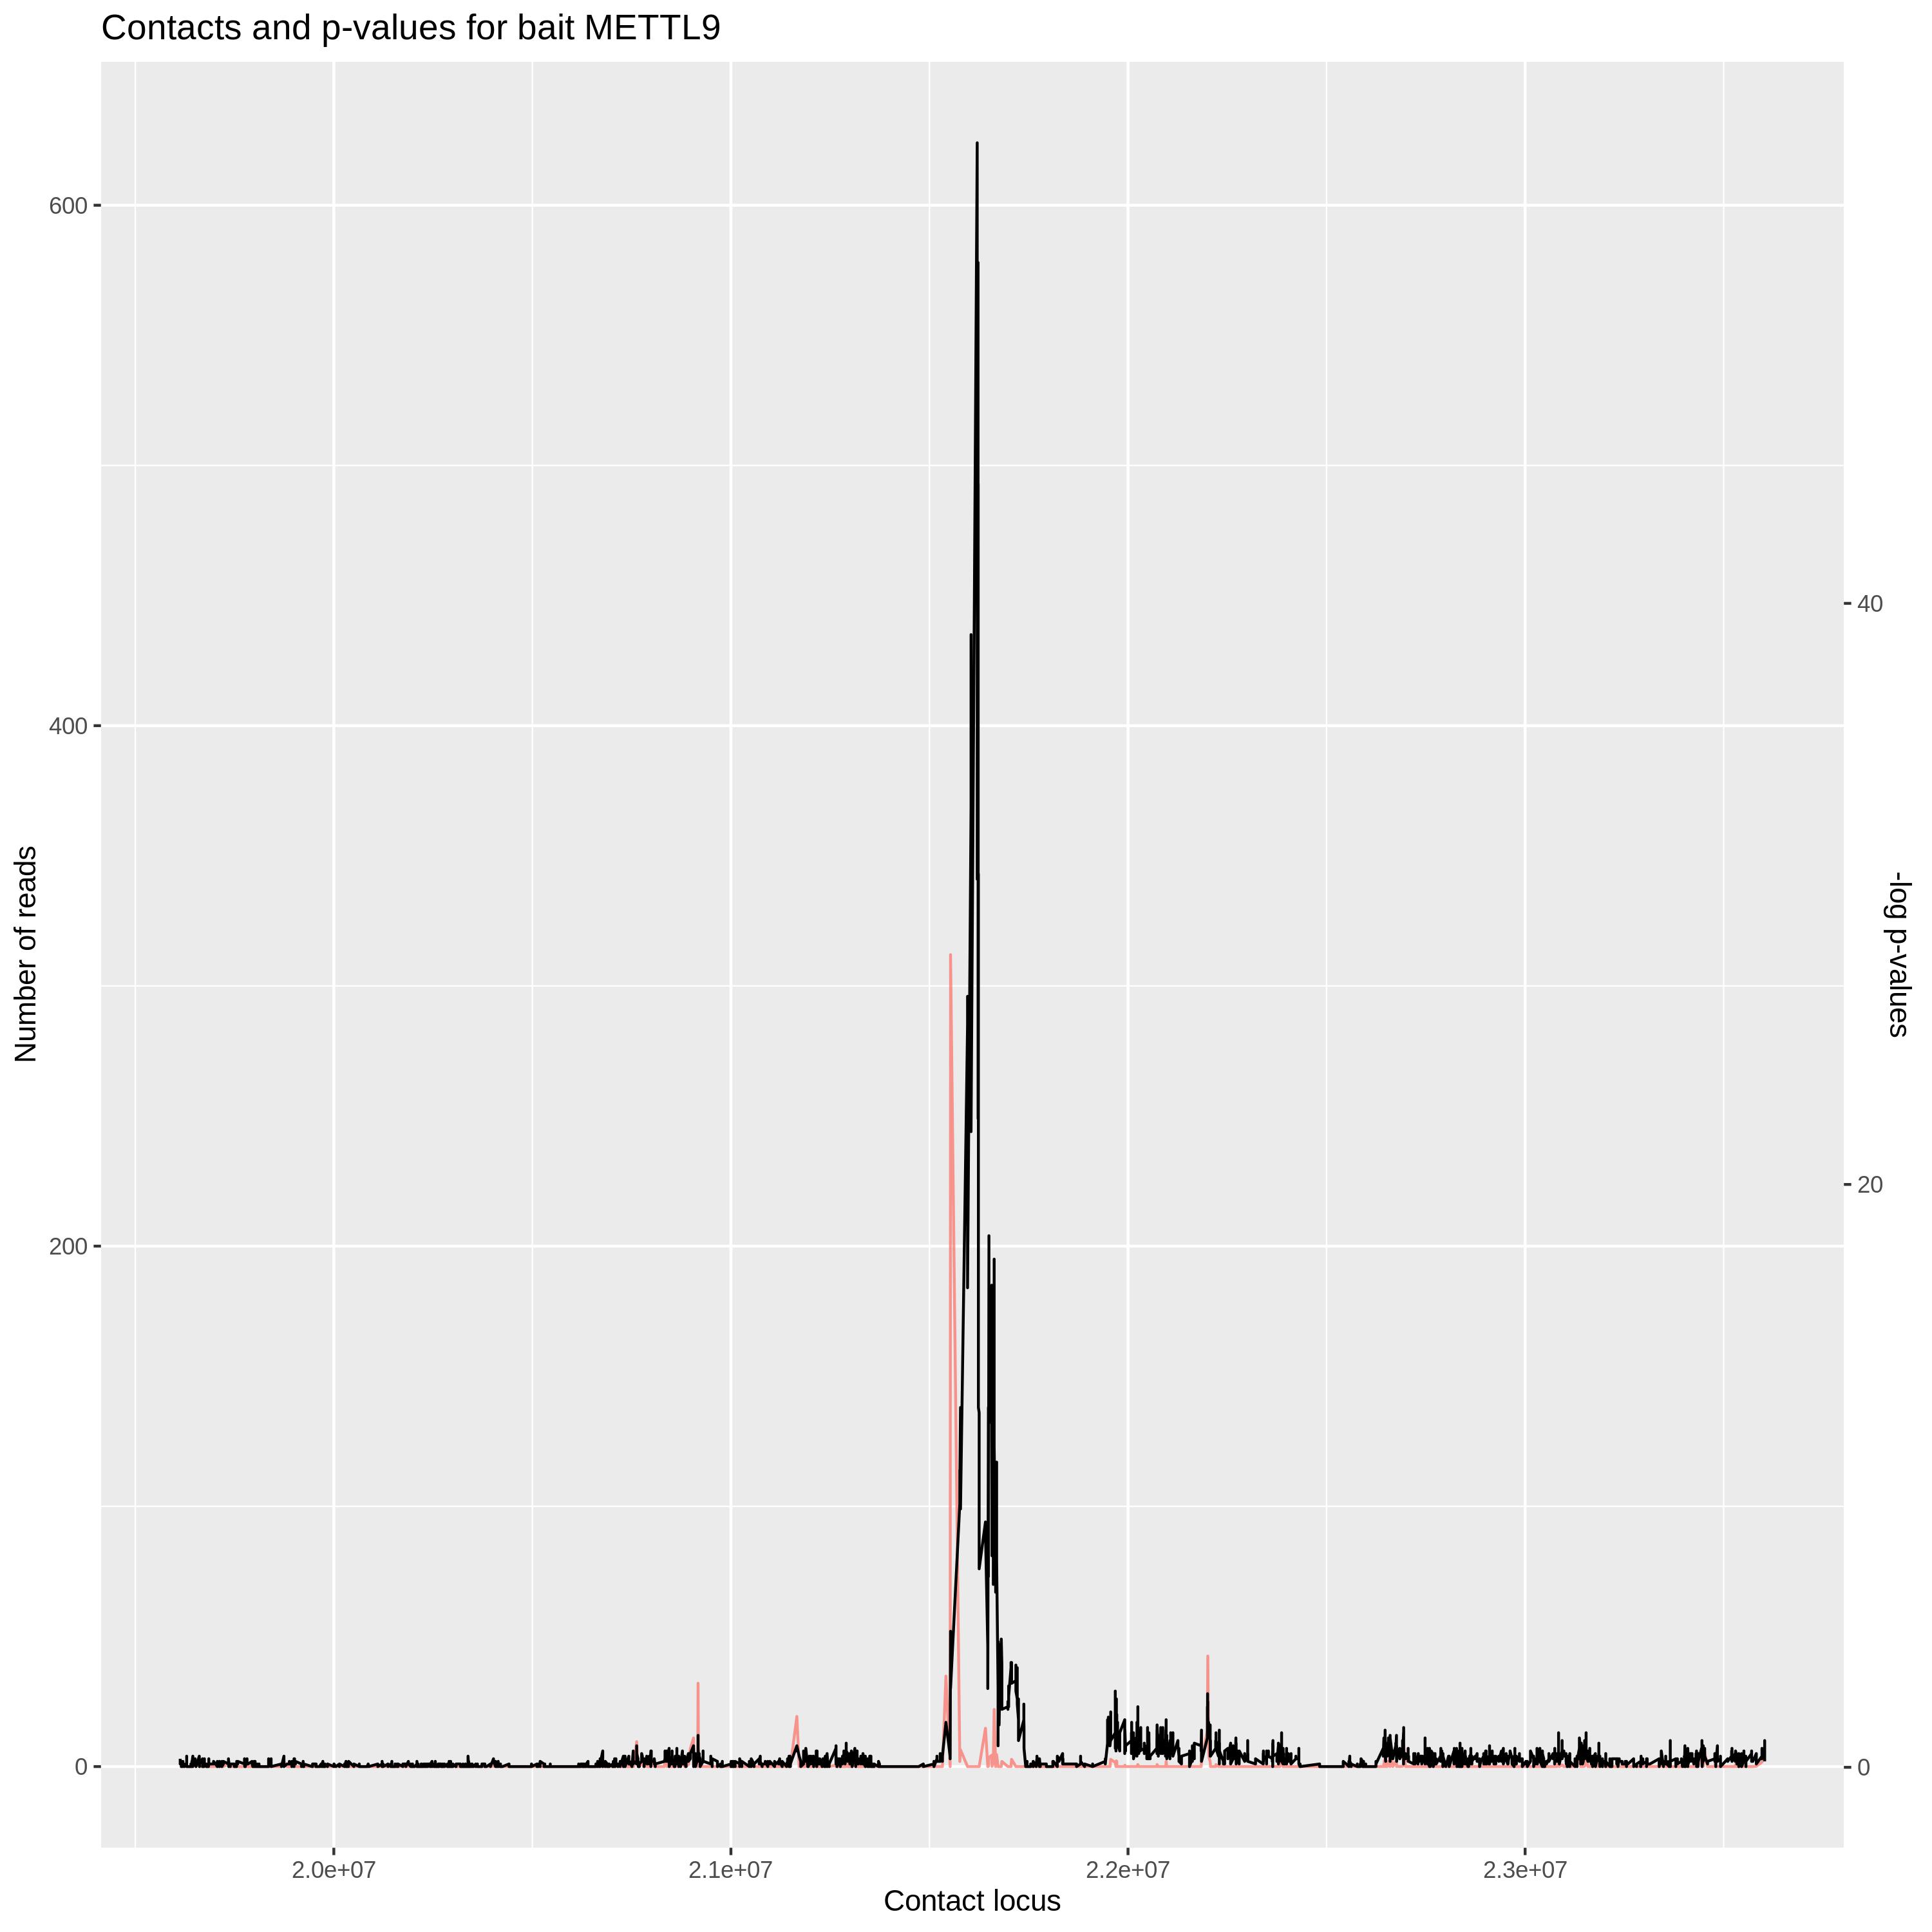 Contacts and p-values for bait METTL9
Number of reads
600
400
200
0
40
20
0
-log p-values
2.0e+07
2.1e+07
2.2e+07
2.3e+07
Contact locus